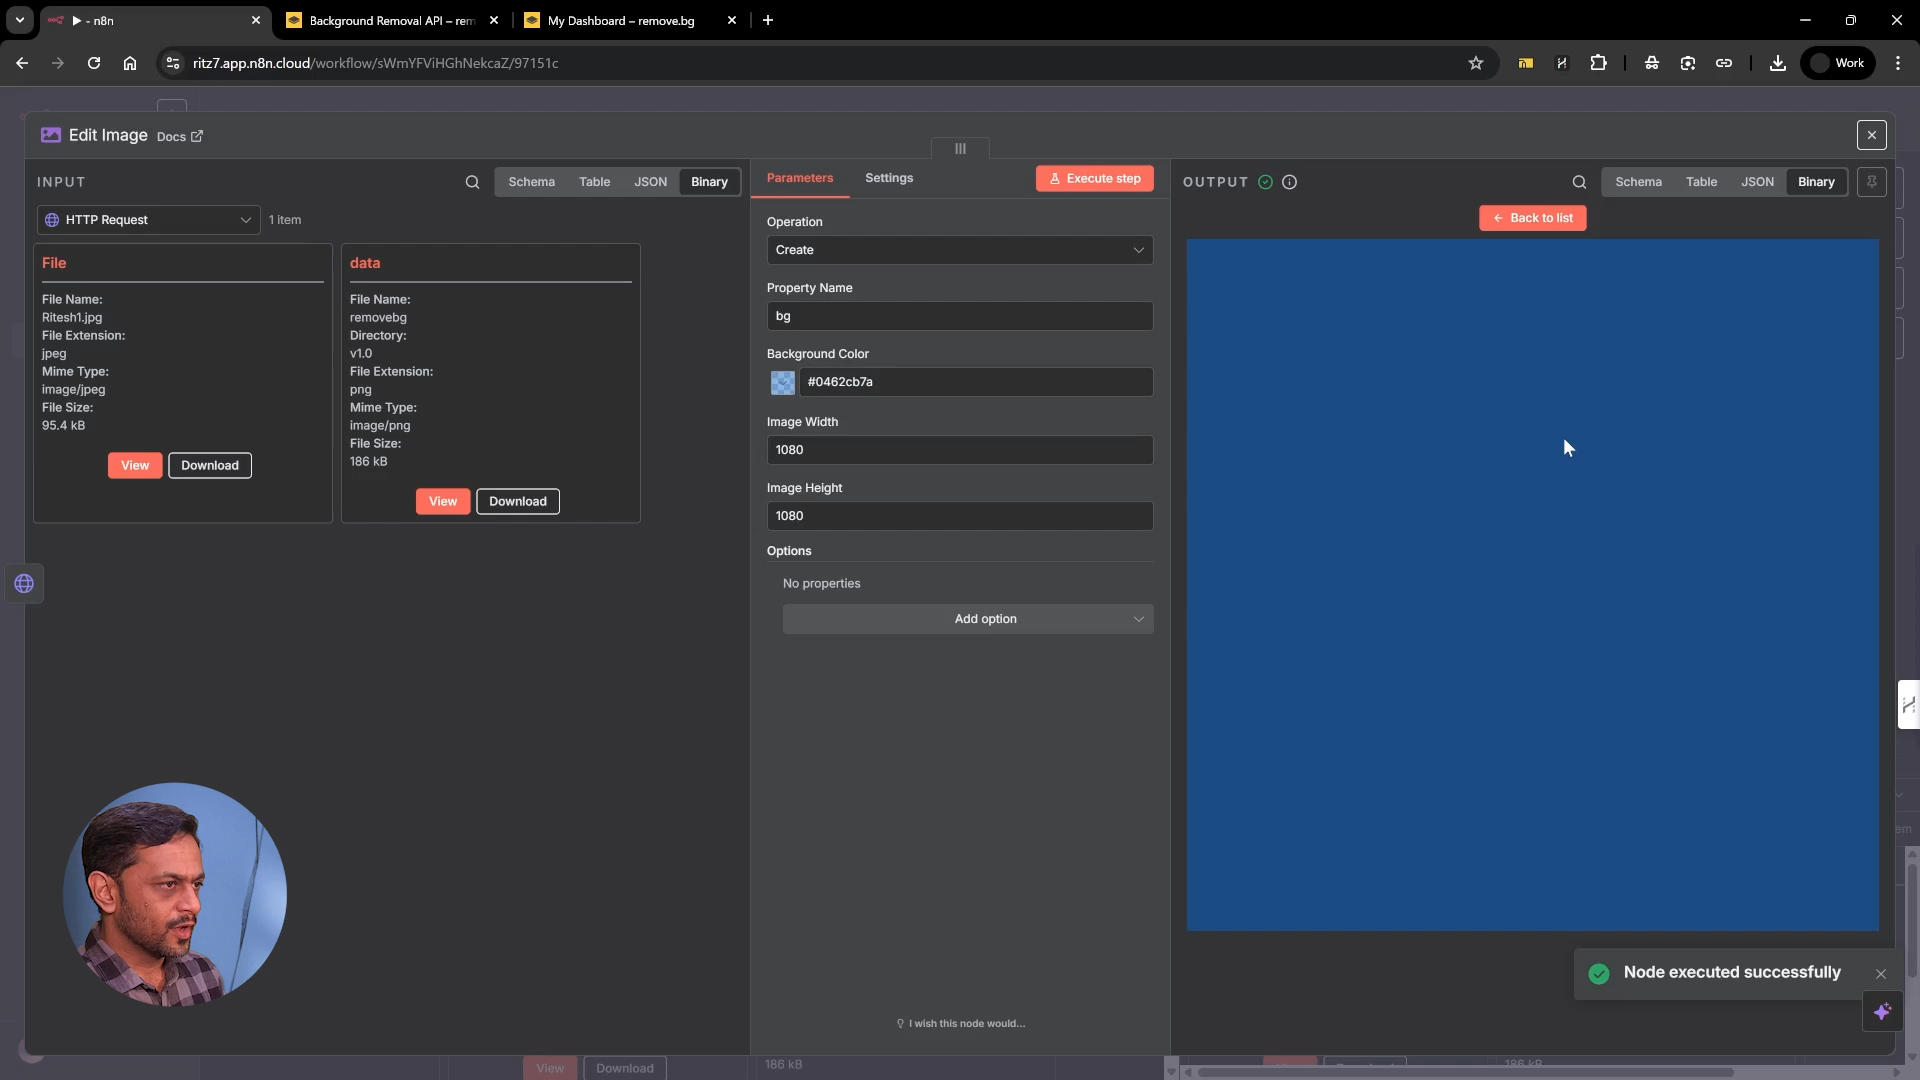 - n8n
Background Removal API – rem
My Dashboard – remove.bg
ritz7.app.n8n.cloud/workflow/sWmYFViHGhNekcaZ/97151c
Work
Edit Image
Docs
INPUT
Schema
Table
JSON
Binary
HTTP Request
1 item
File
File Name:
Ritesh1.jpg
File Extension:
jpeg
Mime Type:
image/jpeg
File Size:
95.4 kB
View
Download
data
File Name:
removebg
Directory:
v1.0
File Extension:
png
Mime Type:
image/png
File Size:
186 kB
View
Download
Parameters
Settings
Execute step
Operation
Create
Property Name
bg
Background Color
#0462cb7a
Image Width
1080
Image Height
1080
Options
No properties
Add option
I wish this node would...
OUTPUT
Schema
Table
JSON
Binary
Back to list
Node executed successfully
View
Download
186 kB